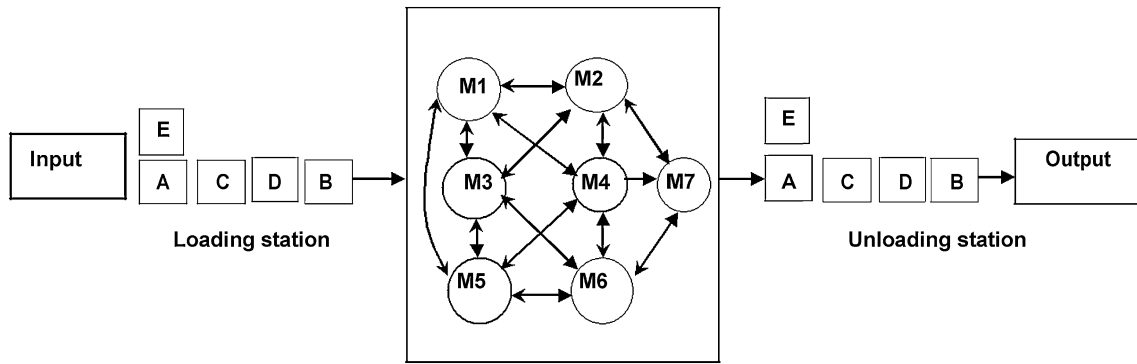 M1 M2
E E
Input Output
A C D B M3 M4 M7 A C D B
Loading station Unloading station
M5 M6